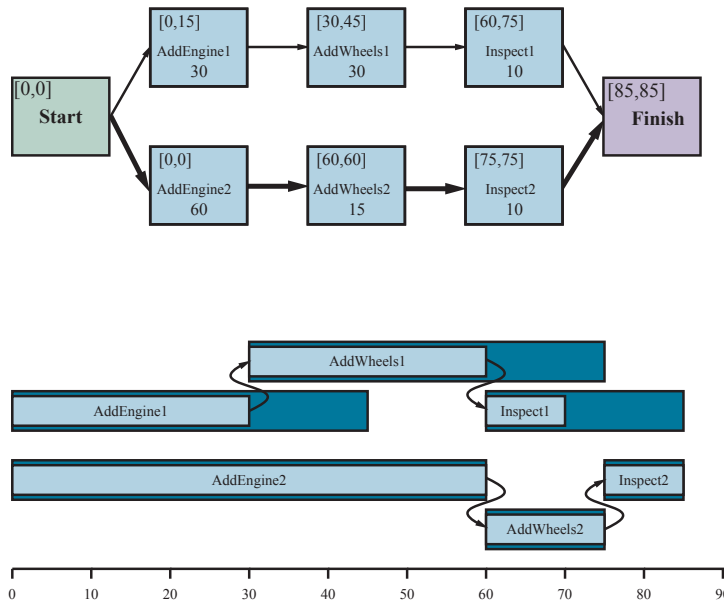 [0,15]
AddEngine1
30
[30,45]
AddWheels1
30
[60,75]
Inspect1
10
[0,0]
Start
[85,85]
Finish
[0,0]
AddEngine2
60
[60,60]
AddWheels2
15
[75,75]
Inspect2
10
AddWheels1
AddEngine1
Inspect1
AddEngine2
Inspect2
AddWheels2
0 10 20 30 40 50 60 70 80 90